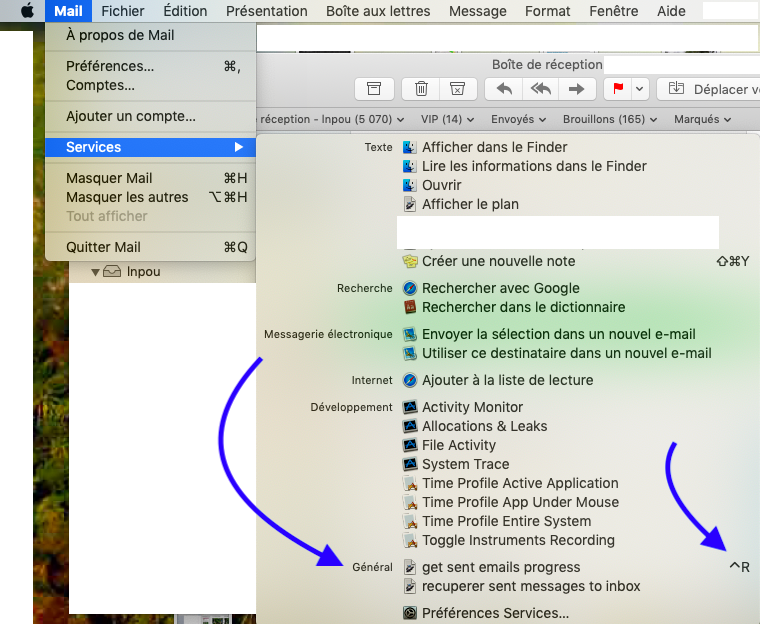 Mail Fichier Édition Présentation Boîte aux lettres Message Format Fenêtre Aide
À propos de Mail
Préférences... ⌘,
Comptes...
Ajouter un compte...
Services ▶
Masquer Mail ⌘H
Masquer les autres ⌥⌘H
Tout afficher
Quitter Mail ⌘Q
Boîte de réception
Déplacer v
e réception - Inpou (5 070) VIP (14) Envoyés Brouillons (165) Marqués
Inpou
Texte Afficher dans le Finder
Lire les informations dans le Finder
Ouvrir
Afficher le plan
Créer une nouvelle note ⇧⌘Y
Recherche Rechercher avec Google
Rechercher dans le dictionnaire
Messagerie électronique Envoyer la sélection dans un nouvel e-mail
Utiliser ce destinataire dans un nouvel e-mail
Internet Ajouter à la liste de lecture
Développement Activity Monitor
Allocations & Leaks
File Activity
System Trace
Time Profile Active Application
Time Profile App Under Mouse
Time Profile Entire System
Toggle Instruments Recording
Général get sent emails progress ^R
recuperer sent messages to inbox
Préférences Services...